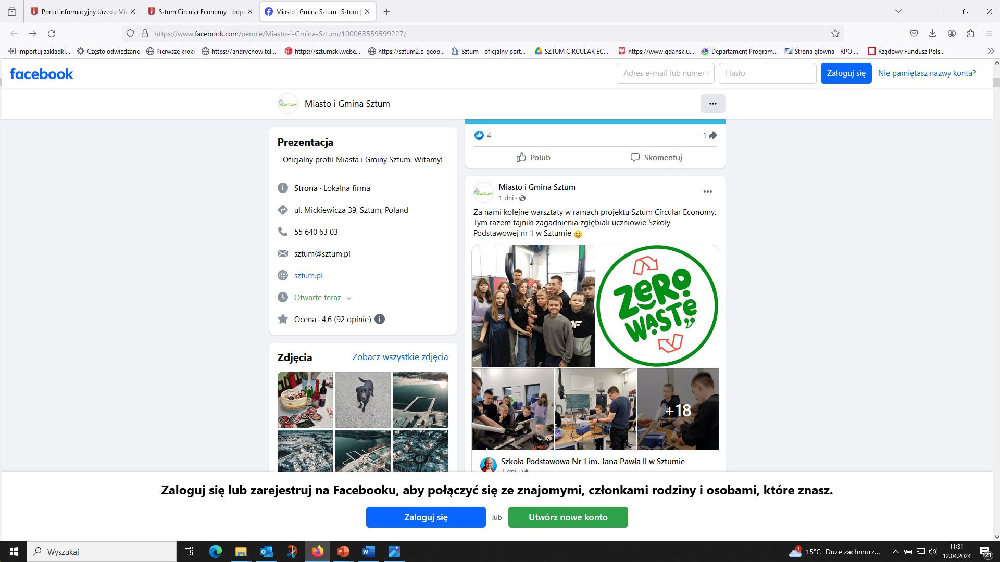 Portal informacyjny Urzędu Mia
Sztum Circular Economy - odpo
Miasto i Gmina Sztum | Sztum |
https://www.facebook.com/people/Miasto-i-Gmina-Sztum/100063559599227/
Importuj zakładki...
Często odwiedzane
Pierwsze kroki
https://andrychow.tel...
https://sztumski.webe...
https://sztum2.e-geop...
Sztum - oficjalny port...
SZTUM CIRCULAR EC...
https://www.gdansk.u...
Departament Program...
Strona główna - RPO ...
Rządowy Fundusz Pols...
facebook
Adres e-mail lub numer t
Hasło
Zaloguj się
Nie pamiętasz nazwy konta?
Miasto i Gmina Sztum
Prezentacja
Oficjalny profil Miasta i Gminy Sztum. Witamy!
Strona · Lokalna firma
ul. Mickiewicza 39, Sztum, Poland
55 640 63 03
sztum@sztum.pl
sztum.pl
Otwarte teraz
Ocena · 4,6 (92 opinie)
Zdjęcia
Zobacz wszystkie zdjęcia
4
1
Polub
Skomentuj
Miasto i Gmina Sztum
1 dni ·
Za nami kolejne warsztaty w ramach projektu Sztum Circular Economy.
Tym razem tajniki zagadnienia zgłębiali uczniowie Szkoły
Podstawowej nr 1 w Sztumie
ZERO
WASTE
+18
Szkoła Podstawowa Nr 1 im. Jana Pawła II w Sztumie
1 dni ·
Zaloguj się lub zarejestruj na Facebooku, aby połączyć się ze znajomymi, członkami rodziny i osobami, które znasz.
Zaloguj się
lub
Utwórz nowe konto
Wyszukaj
1
15°C Duże zachmurz...
11:31
12.04.2024
21